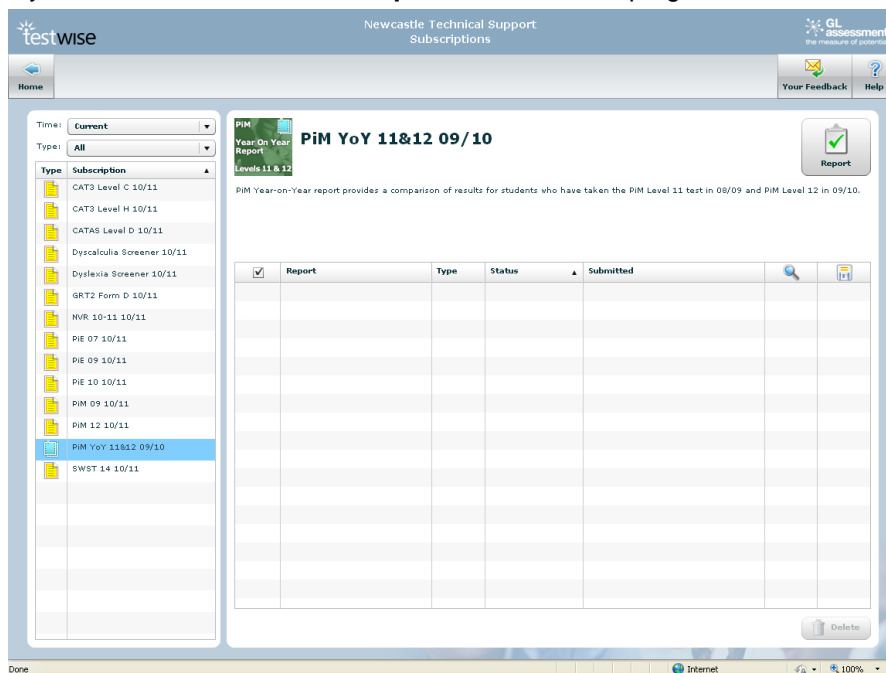 Newcastle Technical Support
Subscriptions
testwise
GL
assessment
the measure of potential
Home
Your Feedback
Help
Time: Current
Type: All
Type Subscription
CAT3 Level C 10/11
CAT3 Level H 10/11
CATAS Level D 10/11
Dyscalculia Screener 10/11
Dyslexia Screener 10/11
GRT2 Form D 10/11
NVR 10-11 10/11
PiE 07 10/11
PiE 09 10/11
PiE 10 10/11
PiM 09 10/11
PiM 12 10/11
PiM YoY 11&12 09/10
SWST 14 10/11
PiM
Year On Year
Report
Levels 11 & 12
PiM YoY 11&12 09/10
Report
PiM Year-on-Year report provides a comparison of results for students who have taken the PiM Level 11 test in 08/09 and PiM Level 12 in 09/10.
Report Type Status Submitted
Delete
Done
Internet
100%